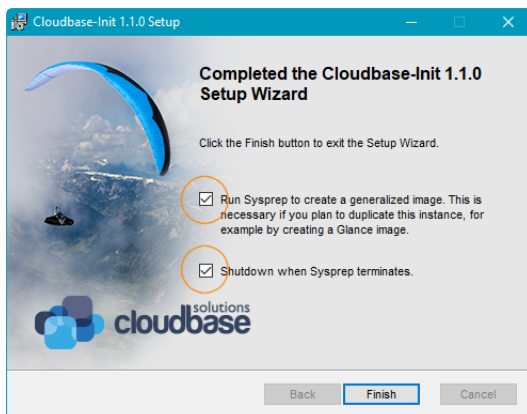 Cloudbase-Init 1.1.0 Setup
Completed the Cloudbase-Init 1.1.0
Setup Wizard
Click the Finish button to exit the Setup Wizard.
Run Sysprep to create a generalized image. This is
necessary if you plan to duplicate this instance, for
example by creating a Glance image.
Shutdown when Sysprep terminates.
solutions
cloudbase
Back
Finish
Cancel